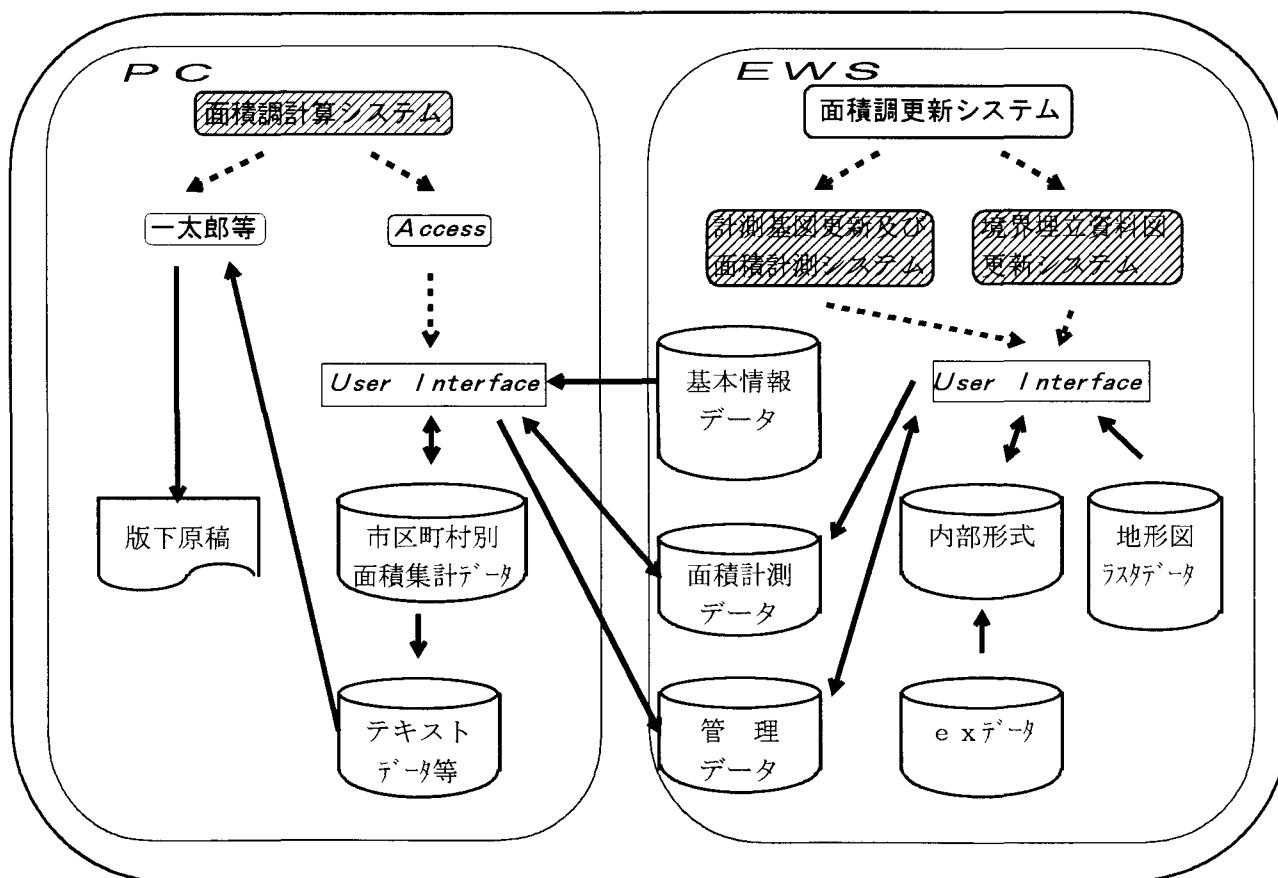 PC
面積調計算システム
一太郎等
Access
User Interface
版下原稿
市区町村別
面積集計データ
テキスト
データ等
EWS
面積調更新システム
計測基図更新及び
面積計測システム
境界埋立資料図
更新システム
基本情報
データ
User Interface
面積計測
データ
内部形式
地形図
ラスタデータ
管　理
データ
ｅｘデータ